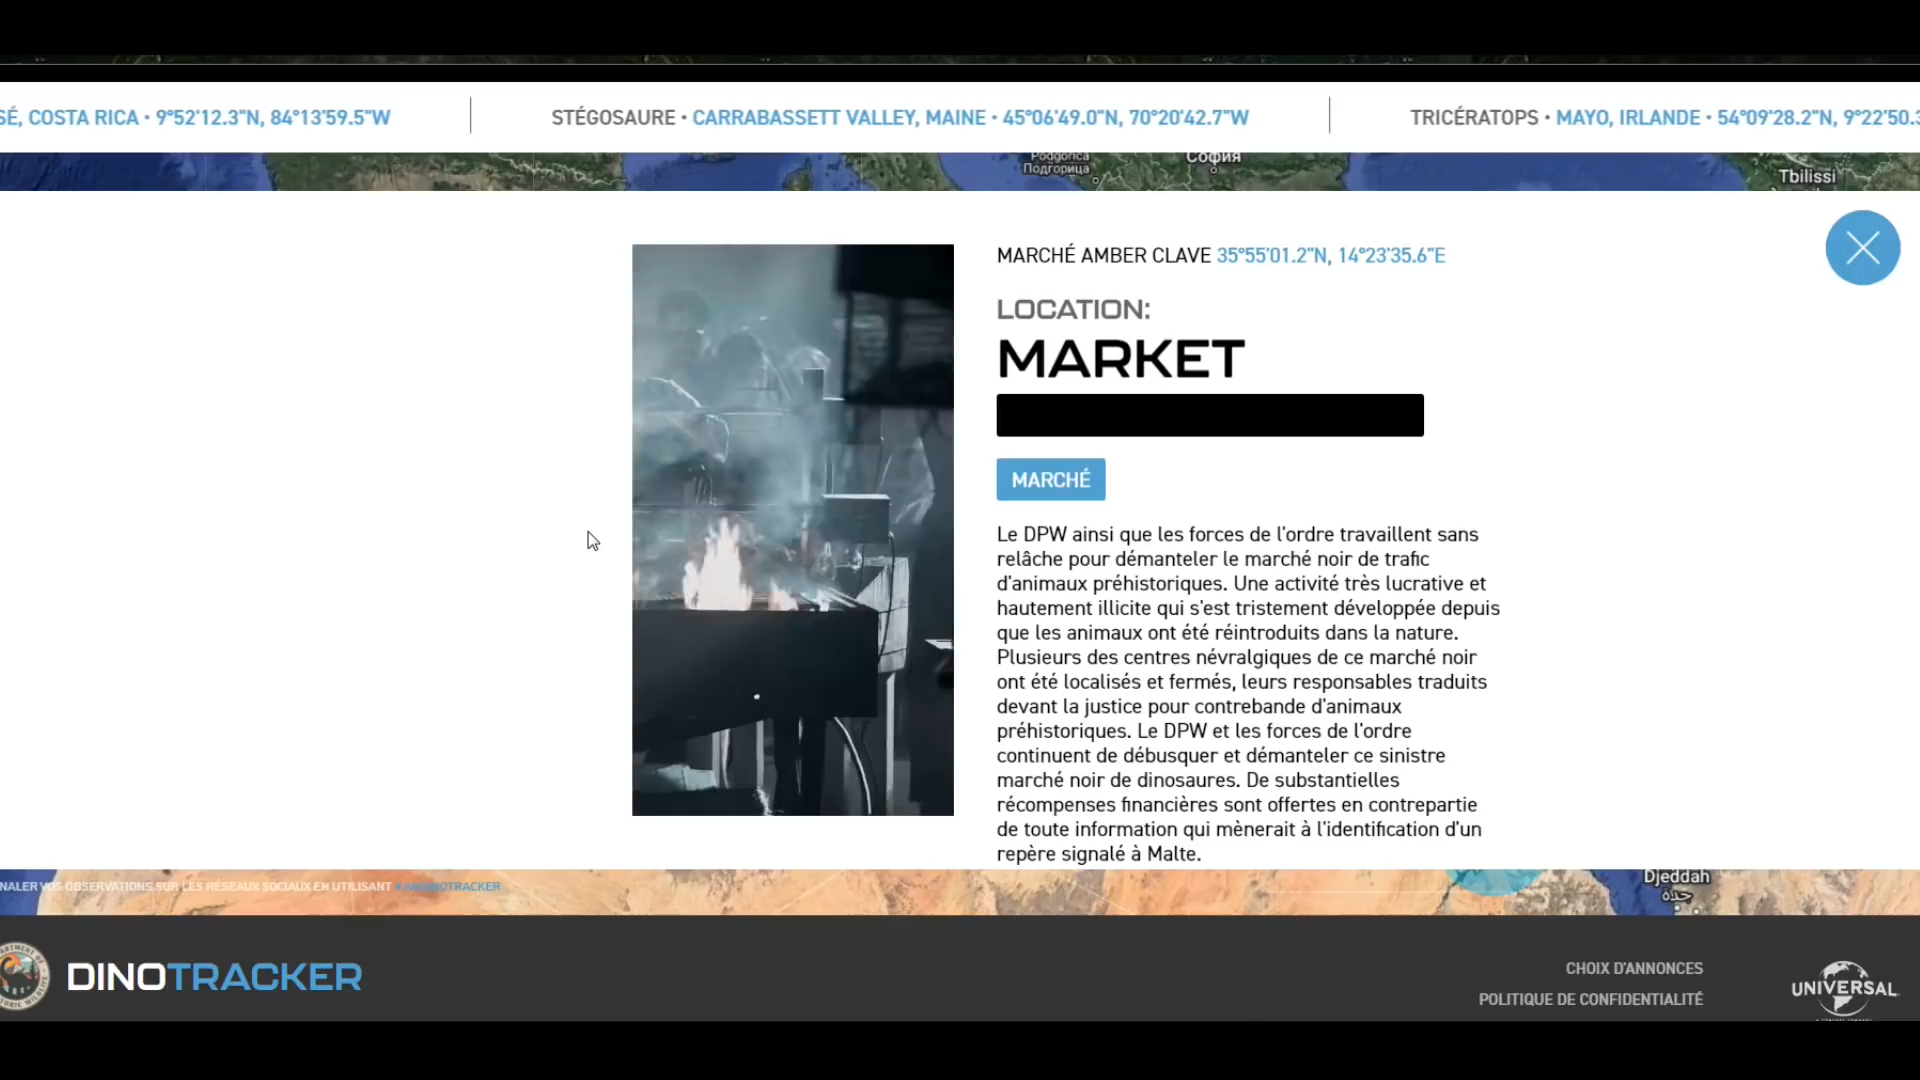 SÉ, COSTA RICA • 9°52'12.3"N, 84°13'59.5"W
STÉGOSAURE • CARRABASSETT VALLEY, MAINE • 45°06'49.0"N, 70°20'42.7"W
TRICÉRATOPS • MAYO, IRLANDE • 54°09'28.2"N, 9°22'50.3
Podgorica
Подгорица
София
Tbilissi
MARCHÉ AMBER CLAVE 35°55'01.2"N, 14°23'35.6"E
LOCATION:
MARKET
MARCHÉ
Le DPW ainsi que les forces de l'ordre travaillent sans
relâche pour démanteler le marché noir de trafic
d'animaux préhistoriques. Une activité très lucrative et
hautement illicite qui s'est tristement développée depuis
que les animaux ont été réintroduits dans la nature.
Plusieurs des centres névralgiques de ce marché noir
ont été localisés et fermés, leurs responsables traduits
devant la justice pour contrebande d'animaux
préhistoriques. Le DPW et les forces de l'ordre
continuent de débusquer et démanteler ce sinistre
marché noir de dinosaures. De substantielles
récompenses financières sont offertes en contrepartie
de toute information qui mènerait à l'identification d'un
repère signalé à Malte.
NALER VOS OBSERVATIONS SUR LES RÉSEAUX SOCIAUX EN UTILISANT
Djeddah
جدة
DINOTRACKER
CHOIX D'ANNONCES
POLITIQUE DE CONFIDENTIALITÉ
UNIVERSAL